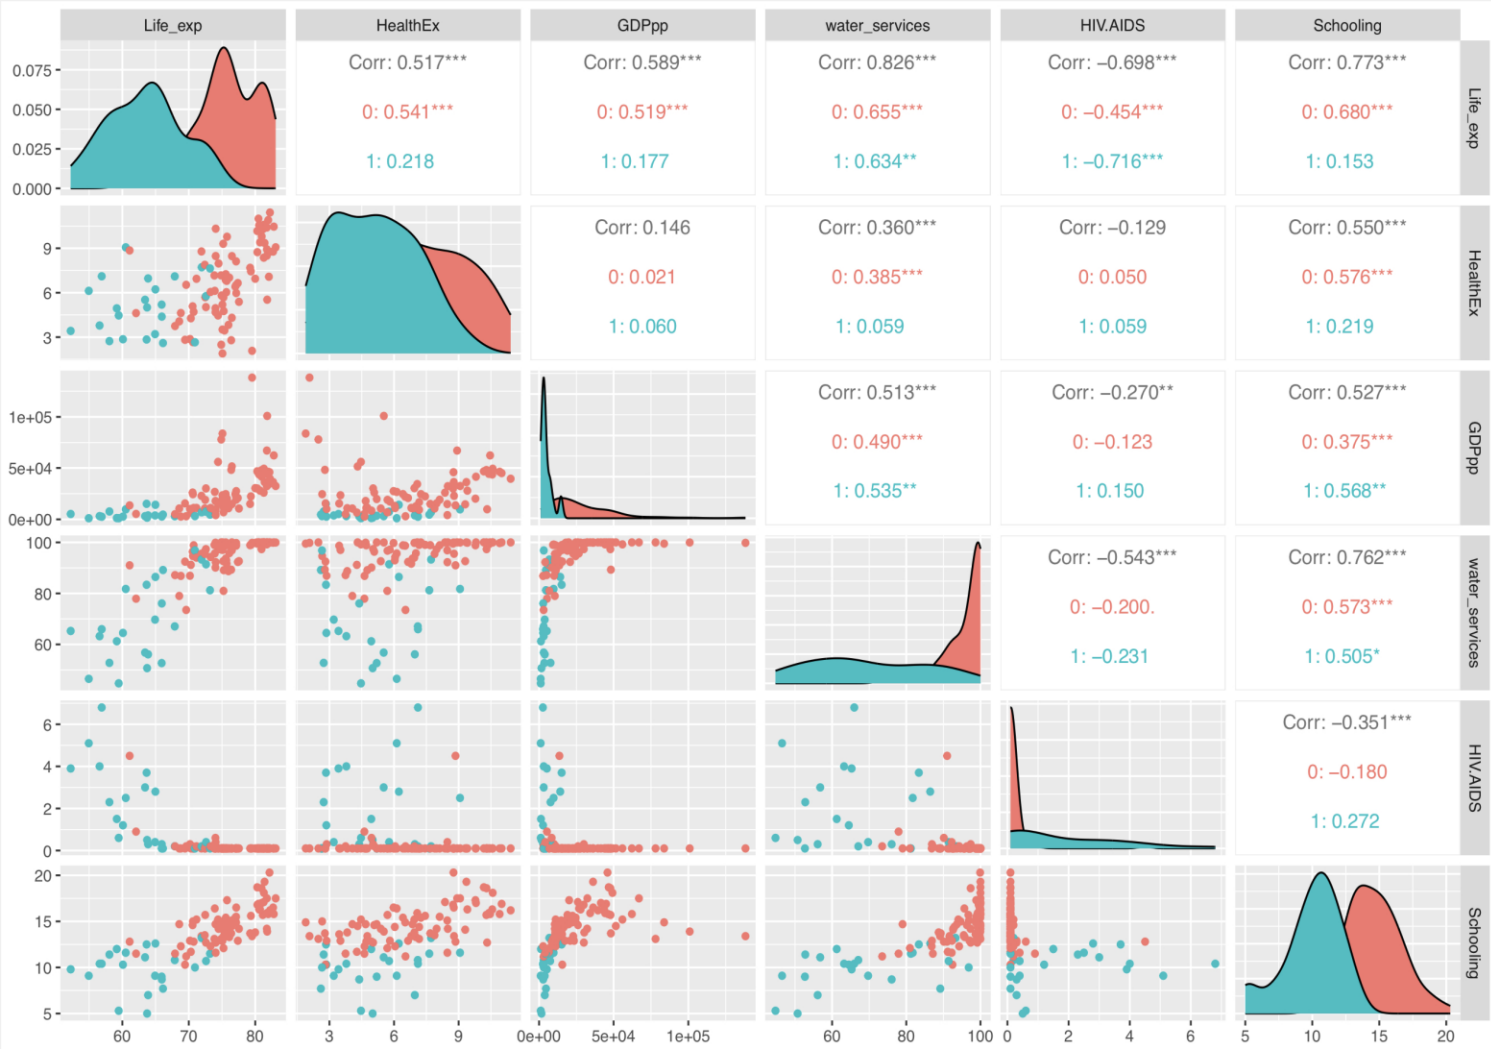 Life_exp HealthEx GDPpp water_services HIV.AIDS Schooling
0.075
0.050
0.025
0.000
Corr: 0.517***
0: 0.541***
1: 0.218
Corr: 0.589***
0: 0.519***
1: 0.177
Corr: 0.826***
0: 0.655***
1: 0.634**
Corr: −0.698***
0: −0.454***
1: −0.716***
Corr: 0.773***
0: 0.680***
1: 0.153
Life_exp
9
6
3
Corr: 0.146
0: 0.021
1: 0.060
Corr: 0.360***
0: 0.385***
1: 0.059
Corr: −0.129
0: 0.050
1: 0.059
Corr: 0.550***
0: 0.576***
1: 0.219
HealthEx
1e+05
5e+04
0e+00
Corr: 0.513***
0: 0.490***
1: 0.535**
Corr: −0.270**
0: −0.123
1: 0.150
Corr: 0.527***
0: 0.375***
1: 0.568**
GDPpp
100
80
60
Corr: −0.543***
0: −0.200.
1: −0.231
Corr: 0.762***
0: 0.573***
1: 0.505*
water_services
6
4
2
0
Corr: −0.351***
0: −0.180
1: 0.272
HIV.AIDS
20
15
10
5
Schooling
60 70 80 3 6 9 0e+00 5e+04 1e+05 60 80 100 0 2 4 6 5 10 15 20